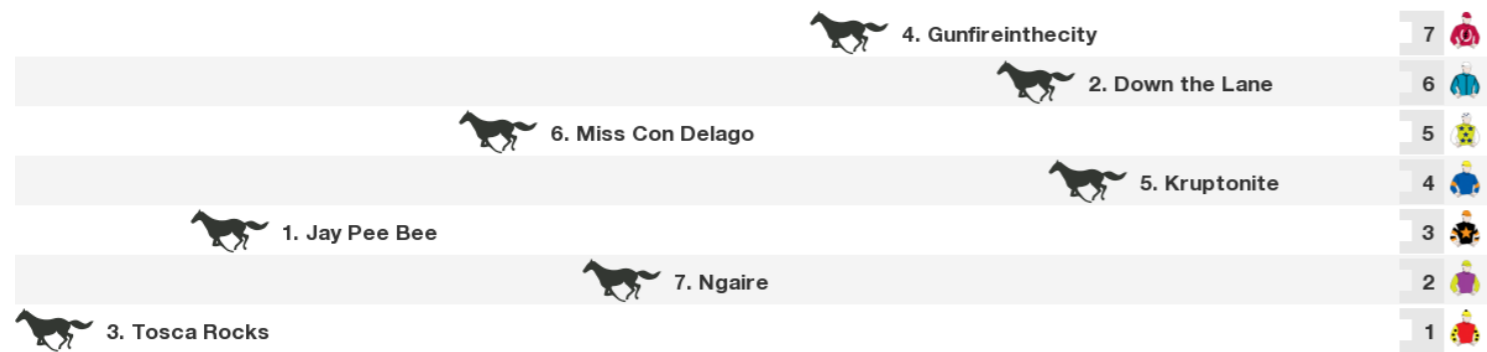 4. Gunfireinthecity 7
2. Down the Lane 6
6. Miss Con Delago 5
5. Kruptonite 4
1. Jay Pee Bee 3
7. Ngaire 2
3. Tosca Rocks 1